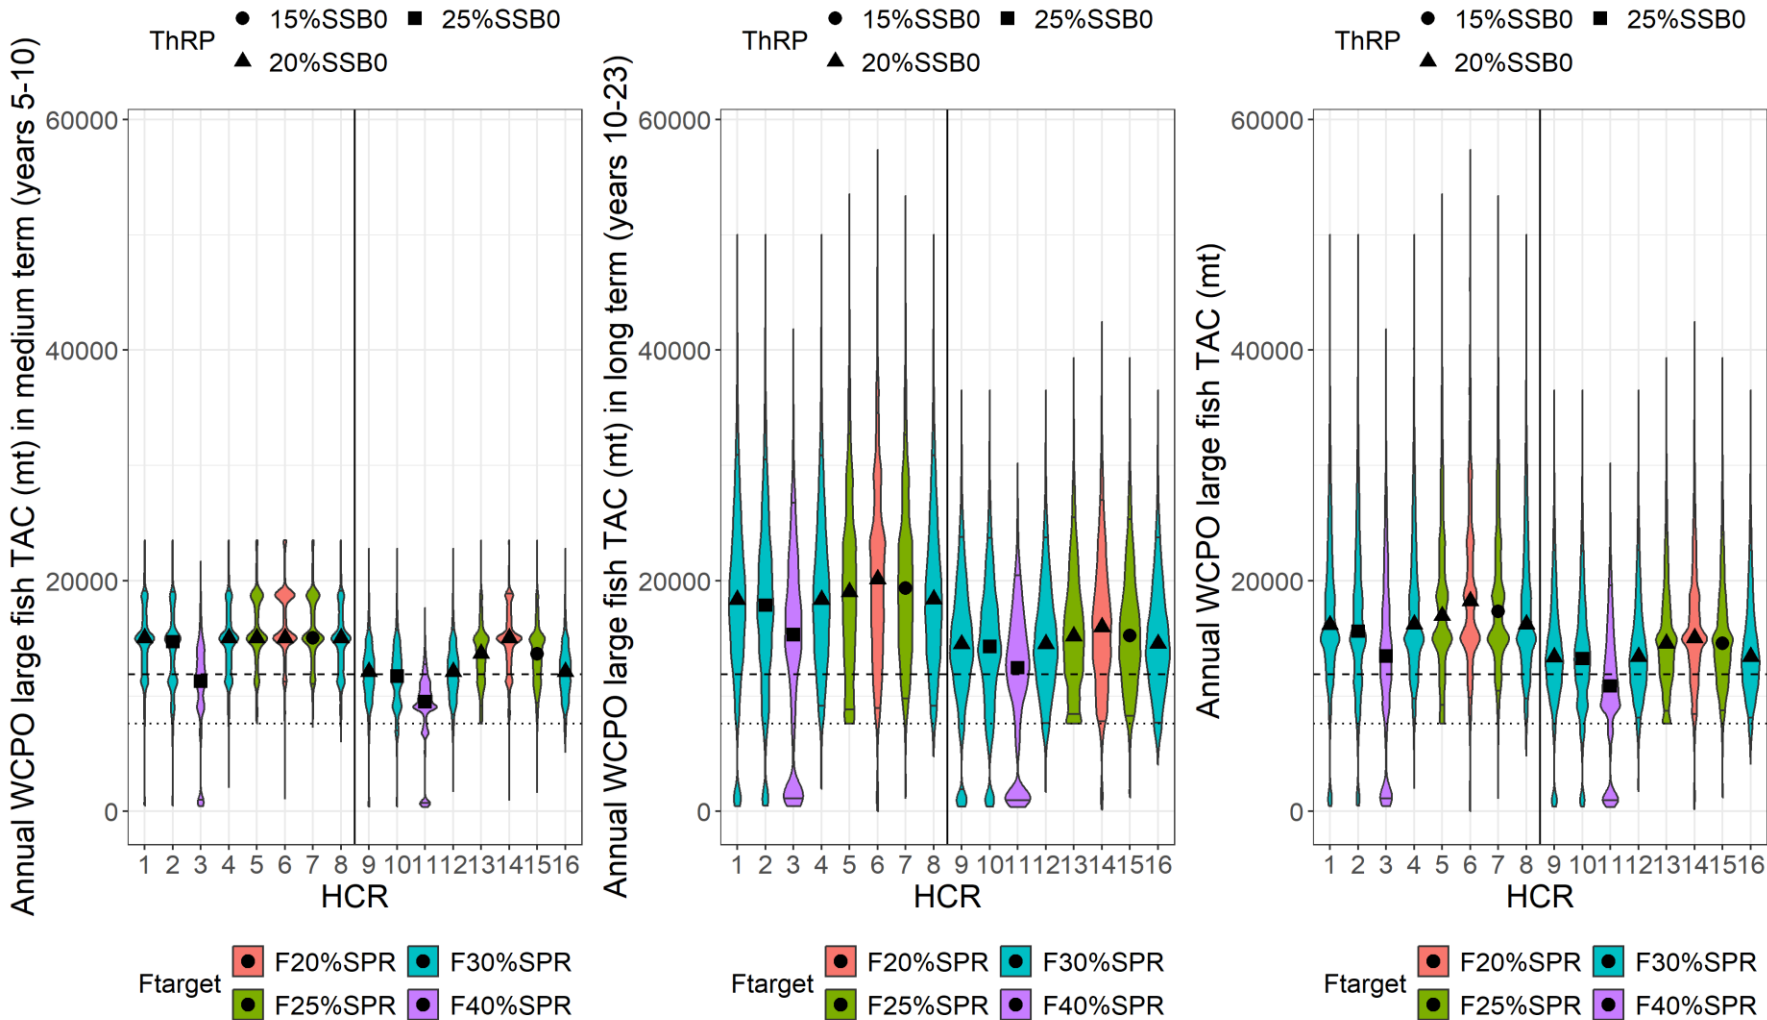 Annual WCPO large fish TAC (mt) in medium term (years 5-10)
ThRP
15%SSB0
25%SSB0
20%SSB0
60000
40000
20000
0
1 2 3 4 5 6 7 8 9 10 11 12 13 14 15 16
HCR
Ftarget
F20%SPR
F30%SPR
F25%SPR
F40%SPR
Annual WCPO large fish TAC (mt) in long term (years 10-23)
ThRP
15%SSB0
25%SSB0
20%SSB0
60000
40000
20000
0
1 2 3 4 5 6 7 8 9 10 11 12 13 14 15 16
HCR
Ftarget
F20%SPR
F30%SPR
F25%SPR
F40%SPR
Annual WCPO large fish TAC (mt)
ThRP
15%SSB0
25%SSB0
20%SSB0
60000
40000
20000
0
1 2 3 4 5 6 7 8 9 10 11 12 13 14 15 16
HCR
Ftarget
F20%SPR
F30%SPR
F25%SPR
F40%SPR